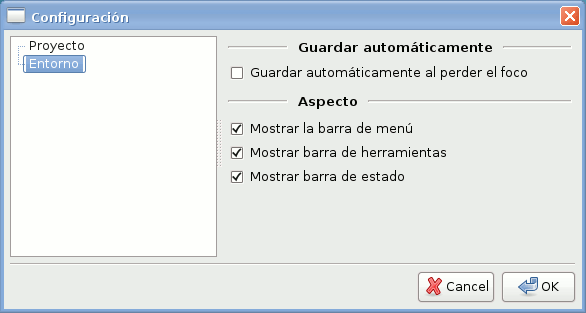 Configuración
Proyecto
Entorno
Guardar automáticamente
Guardar automáticamente al perder el foco
Aspecto
Mostrar la barra de menú
Mostrar barra de herramientas
Mostrar barra de estado
Cancel
OK